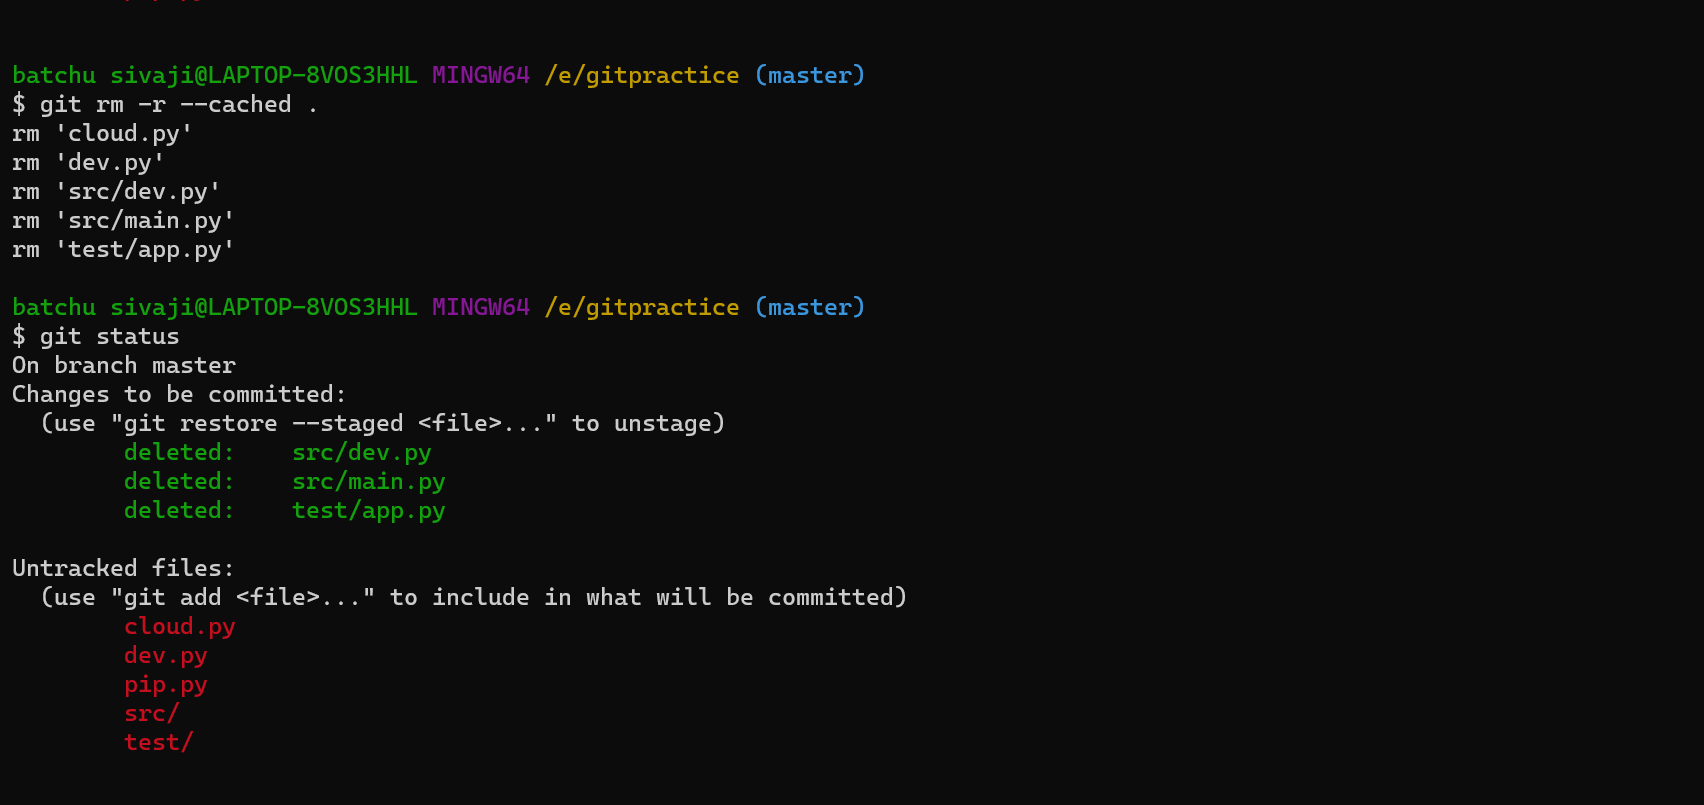 batchu sivaji@LAPTOP-8VOS3HHL MINGW64 /e/gitpractice (master)
$ git rm -r --cached .
rm 'cloud.py'
rm 'dev.py'
rm 'src/dev.py'
rm 'src/main.py'
rm 'test/app.py'

batchu sivaji@LAPTOP-8VOS3HHL MINGW64 /e/gitpractice (master)
$ git status
On branch master
Changes to be committed:
  (use "git restore --staged <file>..." to unstage)
        deleted:    src/dev.py
        deleted:    src/main.py
        deleted:    test/app.py

Untracked files:
  (use "git add <file>..." to include in what will be committed)
        cloud.py
        dev.py
        pip.py
        src/
        test/